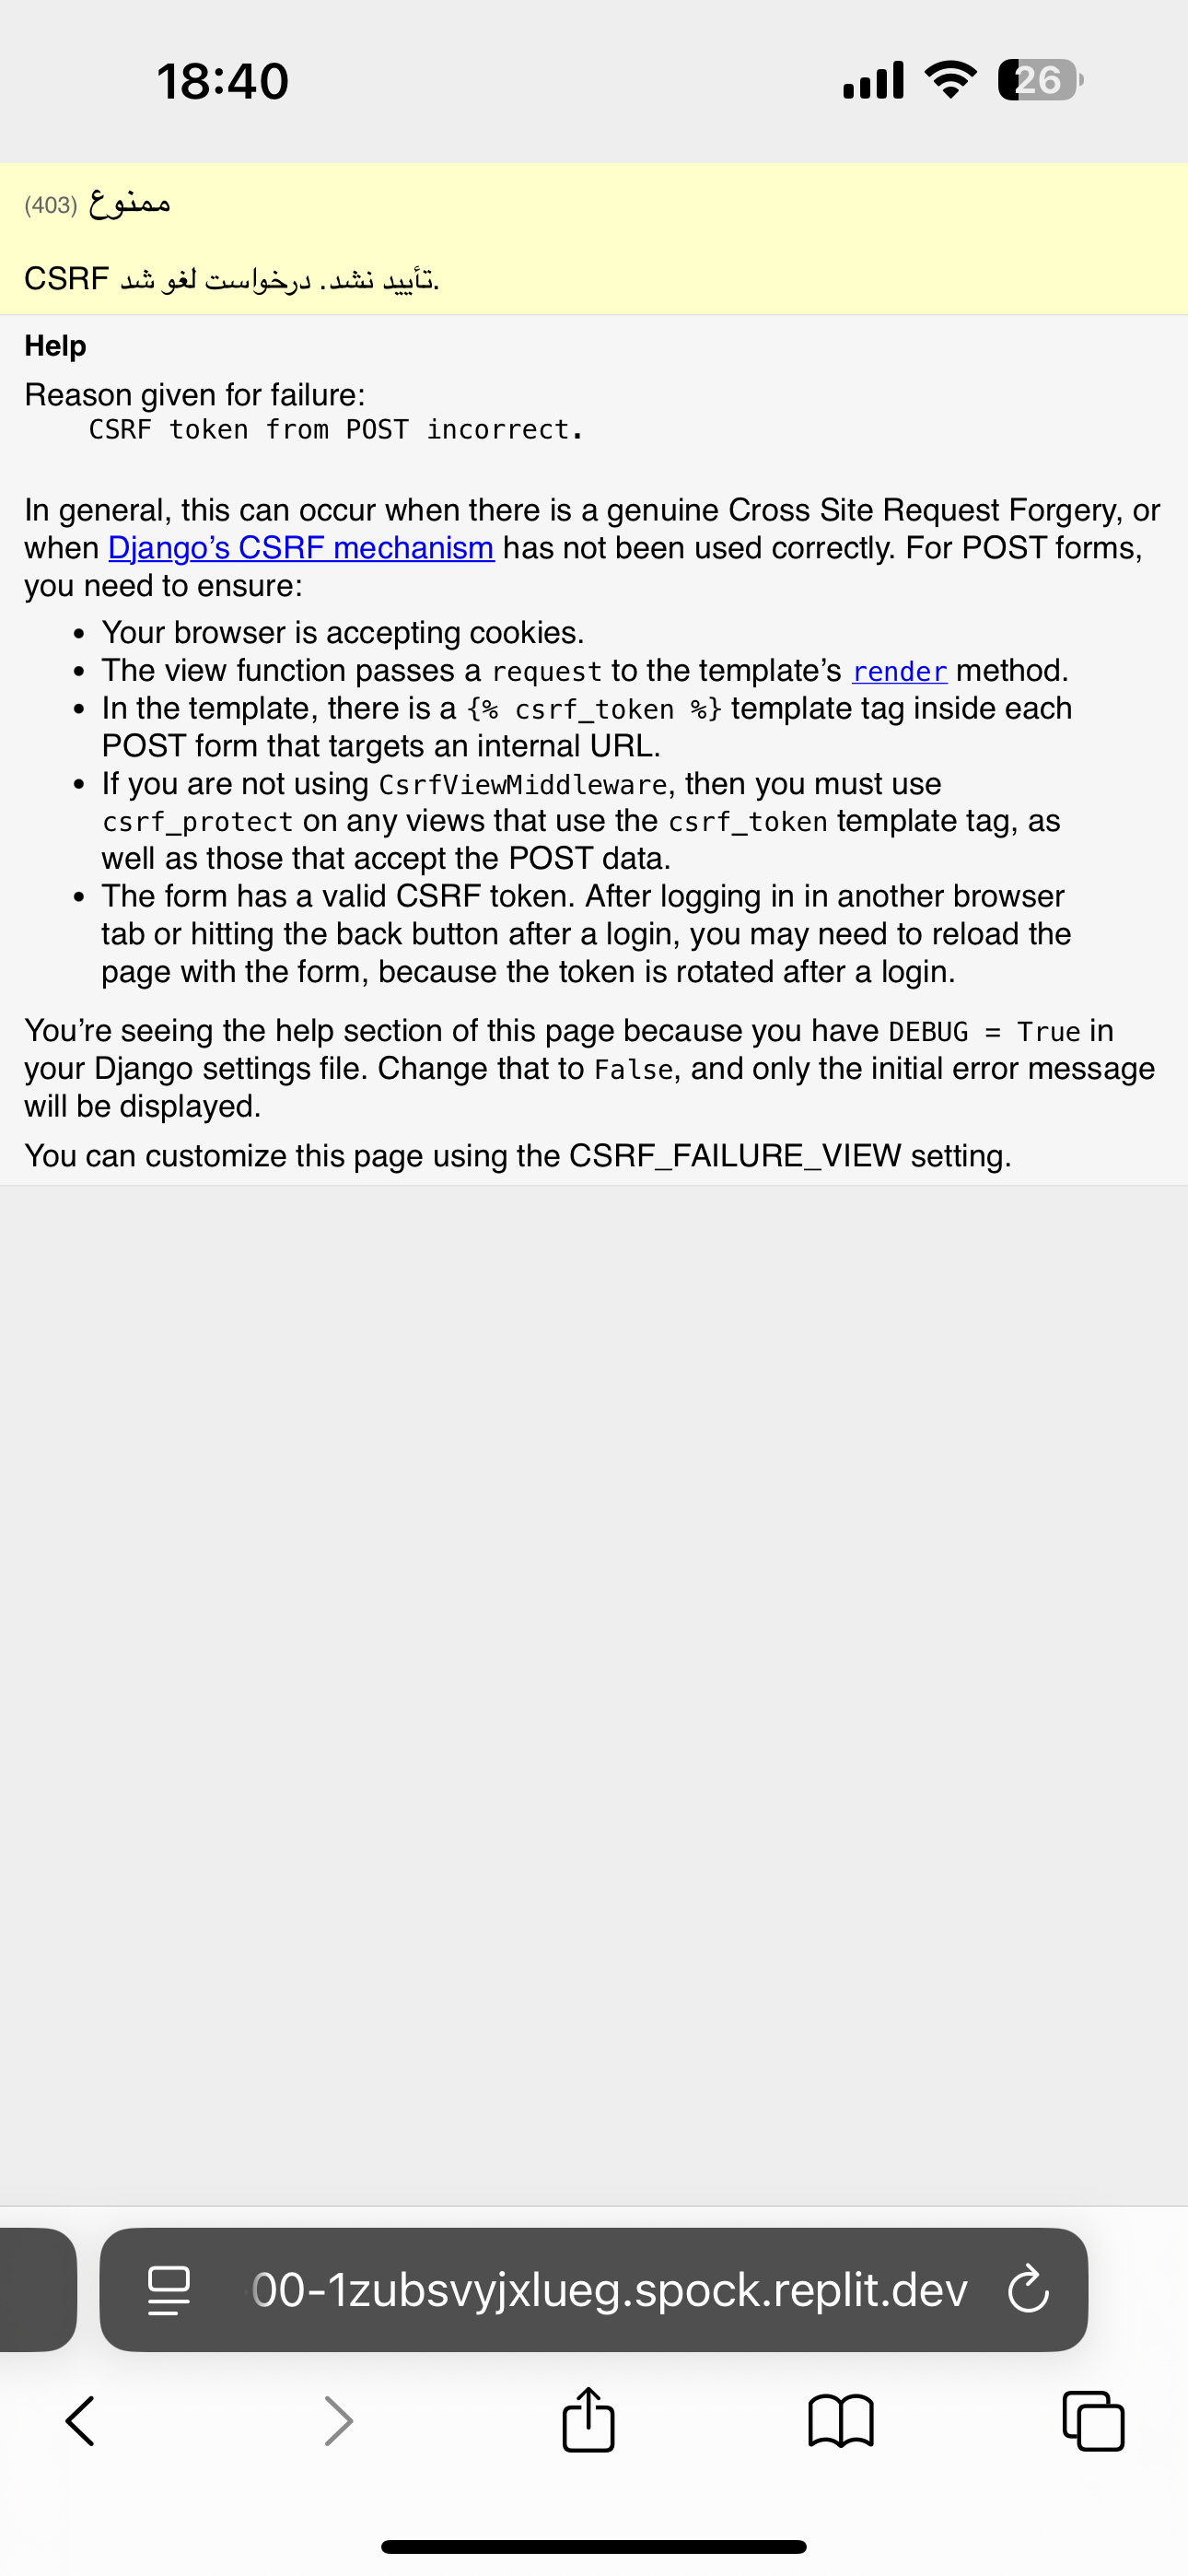 18:40
26
ممنوع (403)
CSRF تأیید نشد. درخواست لغو شد.
Help
Reason given for failure:
CSRF token from POST incorrect.
In general, this can occur when there is a genuine Cross Site Request Forgery, or
when Django’s CSRF mechanism has not been used correctly. For POST forms,
you need to ensure:
• Your browser is accepting cookies.
• The view function passes a request to the template’s render method.
• In the template, there is a {% csrf_token %} template tag inside each
POST form that targets an internal URL.
• If you are not using CsrfViewMiddleware, then you must use
csrf_protect on any views that use the csrf_token template tag, as
well as those that accept the POST data.
• The form has a valid CSRF token. After logging in in another browser
tab or hitting the back button after a login, you may need to reload the
page with the form, because the token is rotated after a login.
You’re seeing the help section of this page because you have DEBUG = True in
your Django settings file. Change that to False, and only the initial error message
will be displayed.
You can customize this page using the CSRF_FAILURE_VIEW setting.
00-1zubsvyjxlueg.spock.replit.dev